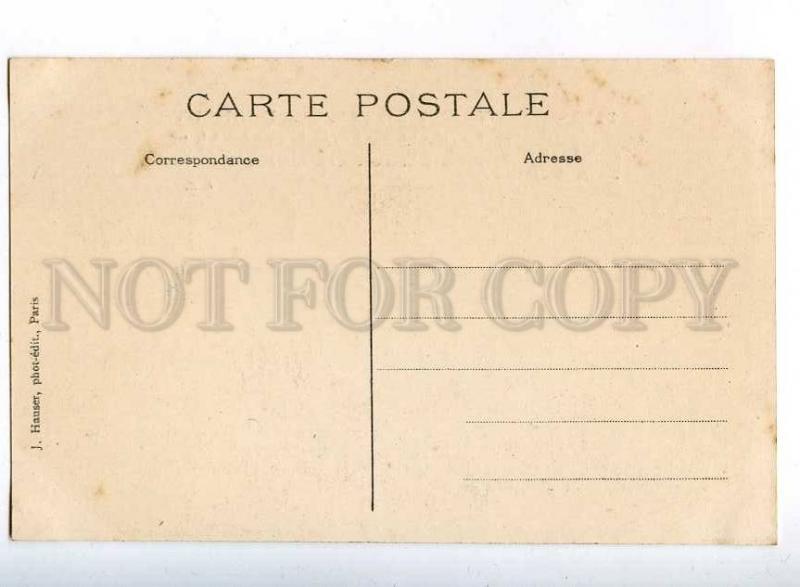 CARTE POSTALE
Correspondance
Adresse
NOT FOR COPY
J. Hauser, phot-édit., Paris